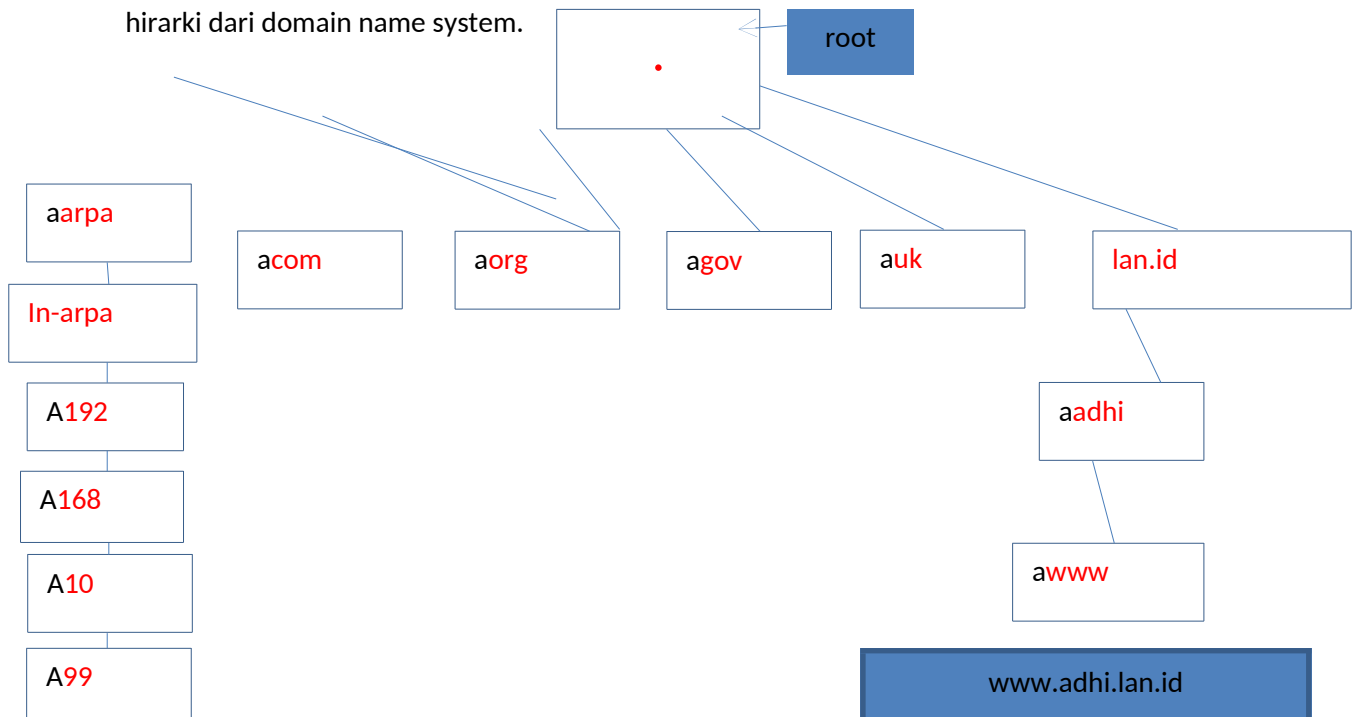 hirarki dari domain name system.
.
root
aarpa
acom
aorg
agov
auk
lan.id
In-arpa
A192
aadhi
A168
A10
awww
A99
www.adhi.lan.id